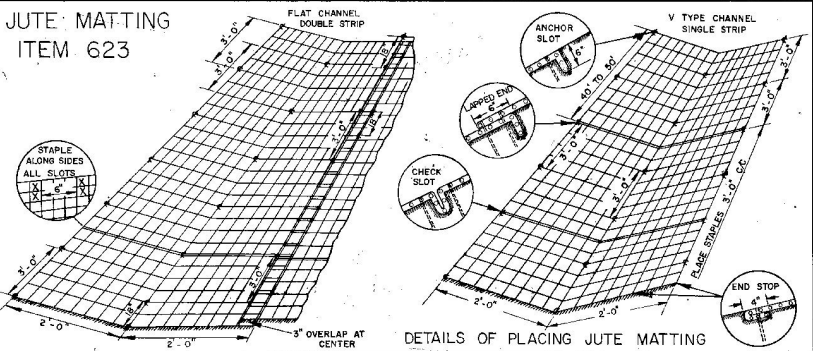 JUTE MATTING
ITEM 623
FLAT CHANNEL
DOUBLE STRIP
3'-0"
3'-0"
18"
18"
3'-0"
STAPLE
ALONG SIDES
ALL SLOTS
X X
6"
X X
3'-0"
3'-0"
18"
2'-0"
2'-0"
3" OVERLAP AT
CENTER
V TYPE CHANNEL
SINGLE STRIP
ANCHOR
SLOT
6"
40' TO 50'
3'-0"
3'-0"
LAPPED END
6"
3'-0"
3'-0"
CHECK
SLOT
PLACE STAPLES 3'-0" C.C.
END STOP
4"
2'-0"
2'-0"
DETAILS OF PLACING JUTE MATTING